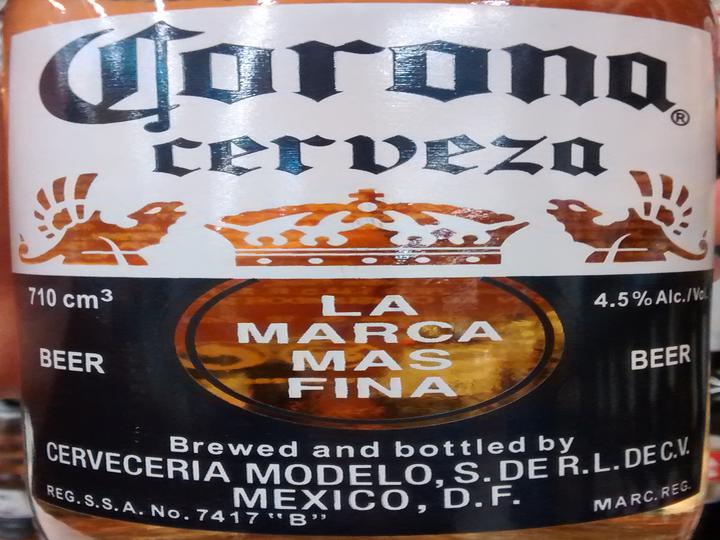 Corona®
cerveza
710 cm³ 4.5% Alc./Vol.
LA
MARCA
MAS
FINA
BEER BEER
Brewed and bottled by
CERVECERIA MODELO, S. DE R.L. DE C.V.
MEXICO, D.F.
REG. S.S.A. No. 7417 "B" MARC. REG.